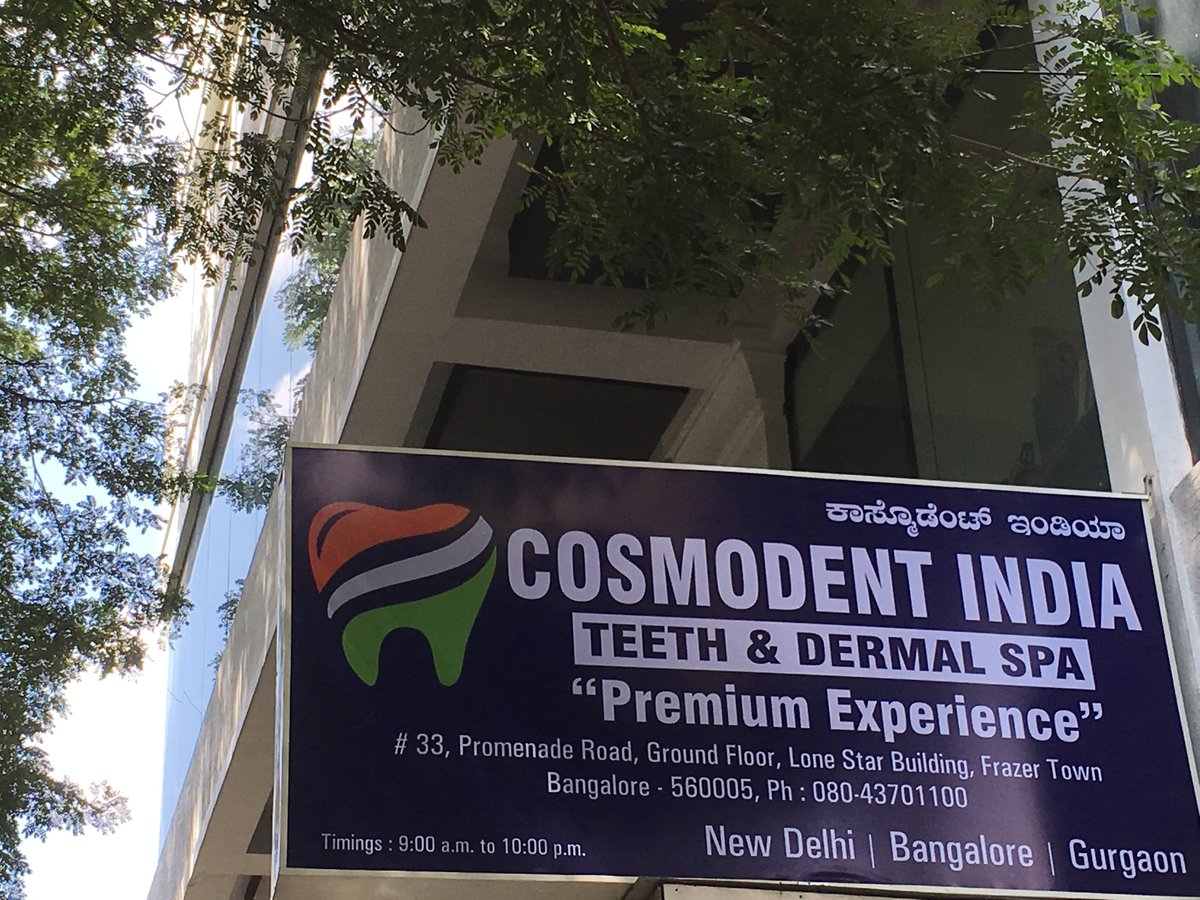 ಕಾಸ್ಮೊಡೆಂಟ್ ಇಂಡಿಯಾ
COSMODENT INDIA
TEETH & DERMAL SPA
“Premium Experience”
# 33, Promenade Road, Ground Floor, Lone Star Building, Frazer Town
Bangalore - 560005, Ph : 080-43701100
Timings : 9:00 a.m. to 10:00 p.m.
New Delhi | Bangalore | Gurgaon